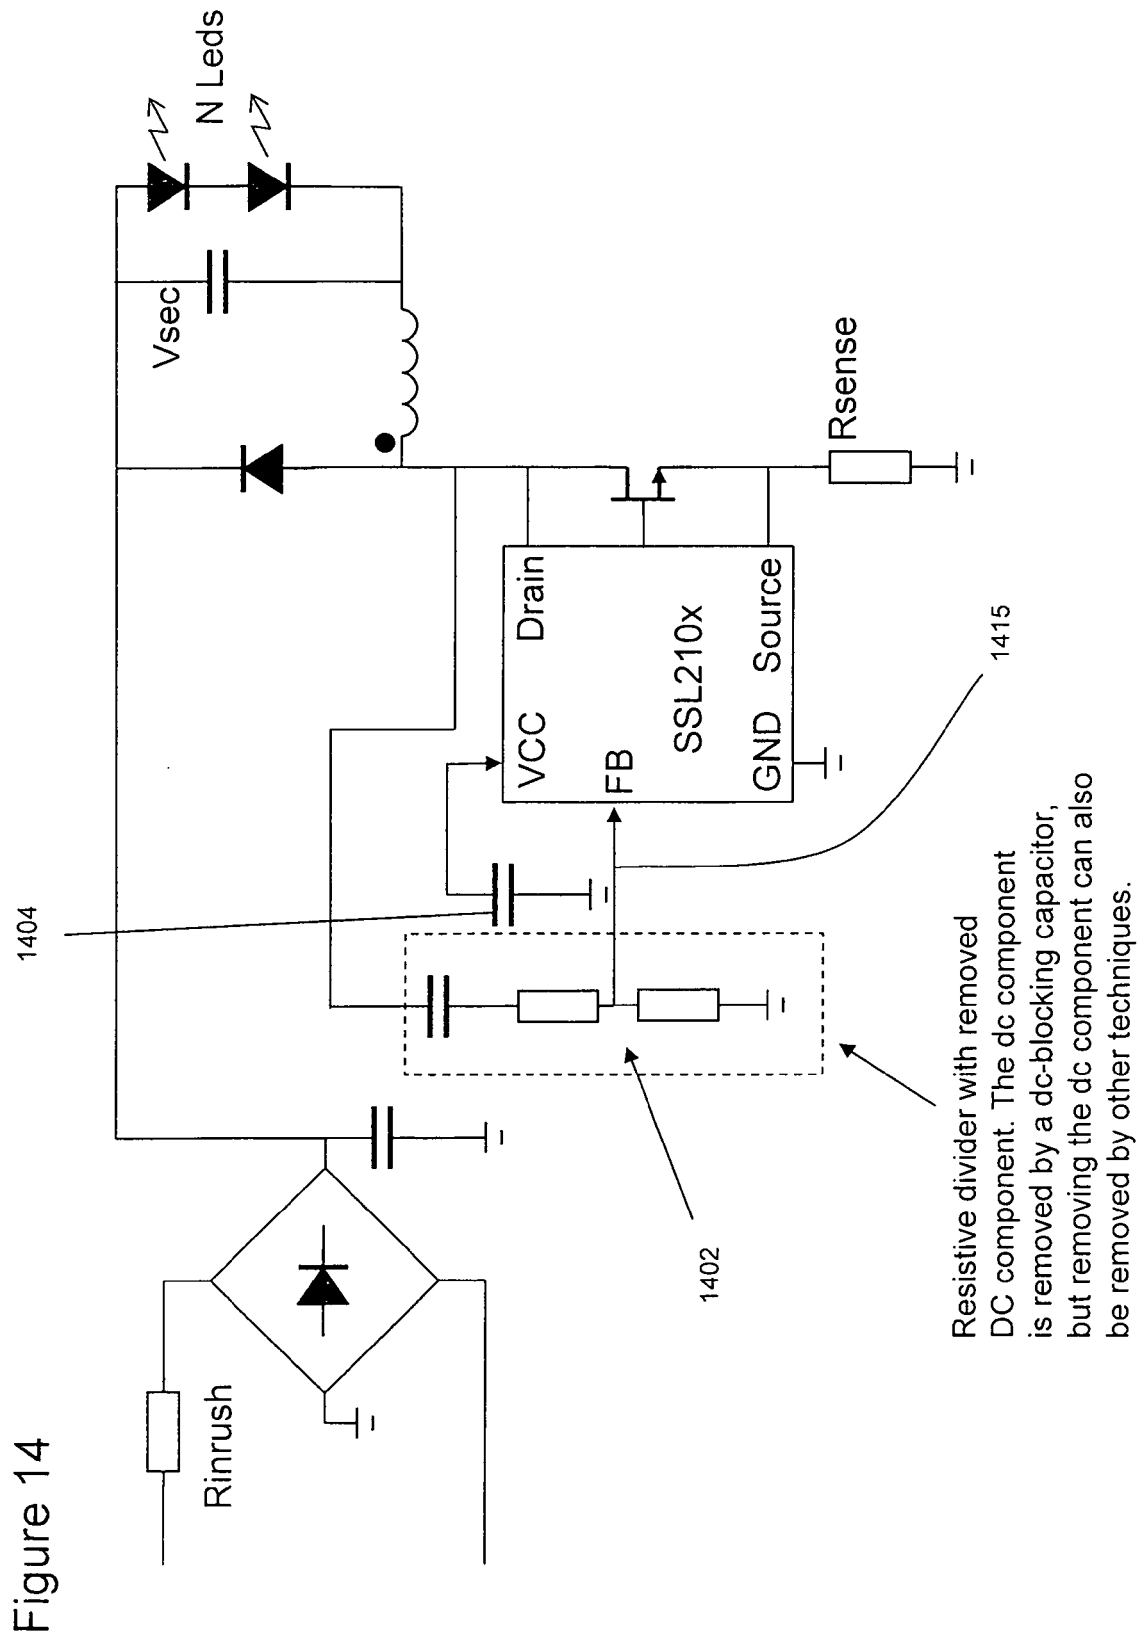 Figure 14
1404
N Leds
Vsec
Rinrush
VCC
Drain
FB
SSL210x
GND
Source
Rsense
1402
1415
Resistive divider with removed
DC component. The dc component
is removed by a dc-blocking capacitor,
but removing the dc component can also
be removed by other techniques.